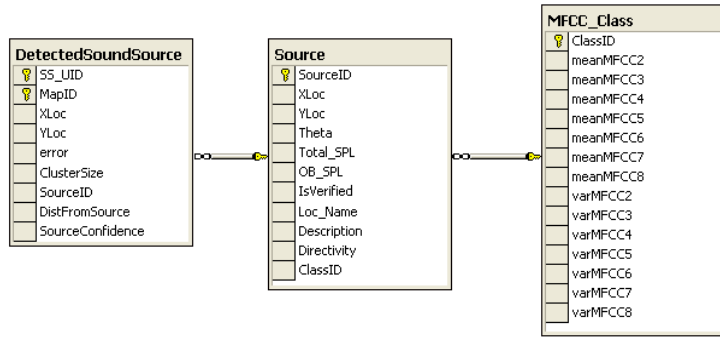 DetectedSoundSource
SS_UID
MapID
XLoc
YLoc
error
ClusterSize
SourceID
DistFromSource
SourceConfidence
Source
SourceID
XLoc
YLoc
Theta
Total_SPL
OB_SPL
IsVerified
Loc_Name
Description
Directivity
ClassID
MFCC_Class
ClassID
meanMFCC2
meanMFCC3
meanMFCC4
meanMFCC5
meanMFCC6
meanMFCC7
meanMFCC8
varMFCC2
varMFCC3
varMFCC4
varMFCC5
varMFCC6
varMFCC7
varMFCC8